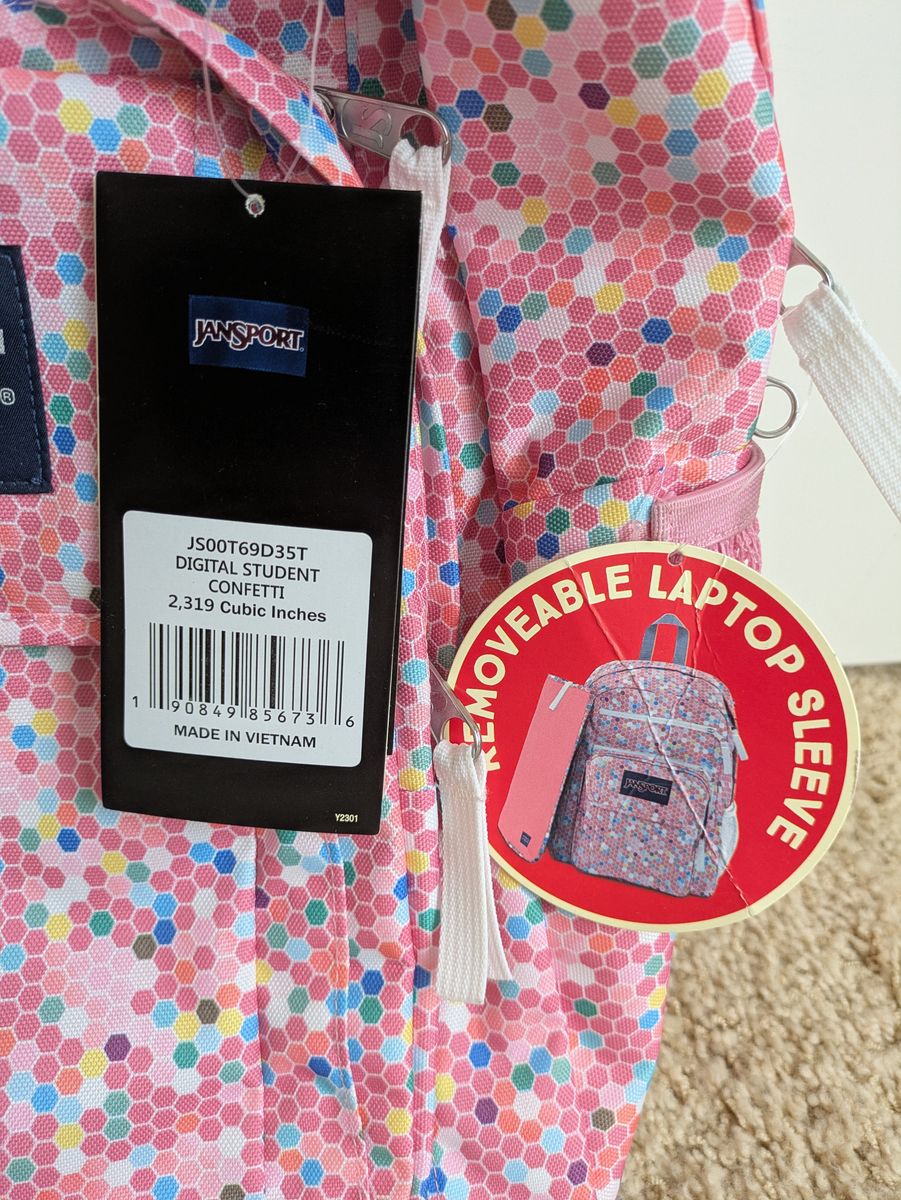 JANSPORT®
JS00T69D35T
DIGITAL STUDENT
CONFETTI
2,319 Cubic Inches
1 90849 85673 6
MADE IN VIETNAM
Y2301
REMOVEABLE LAPTOP SLEEVE
JANSPORT
®